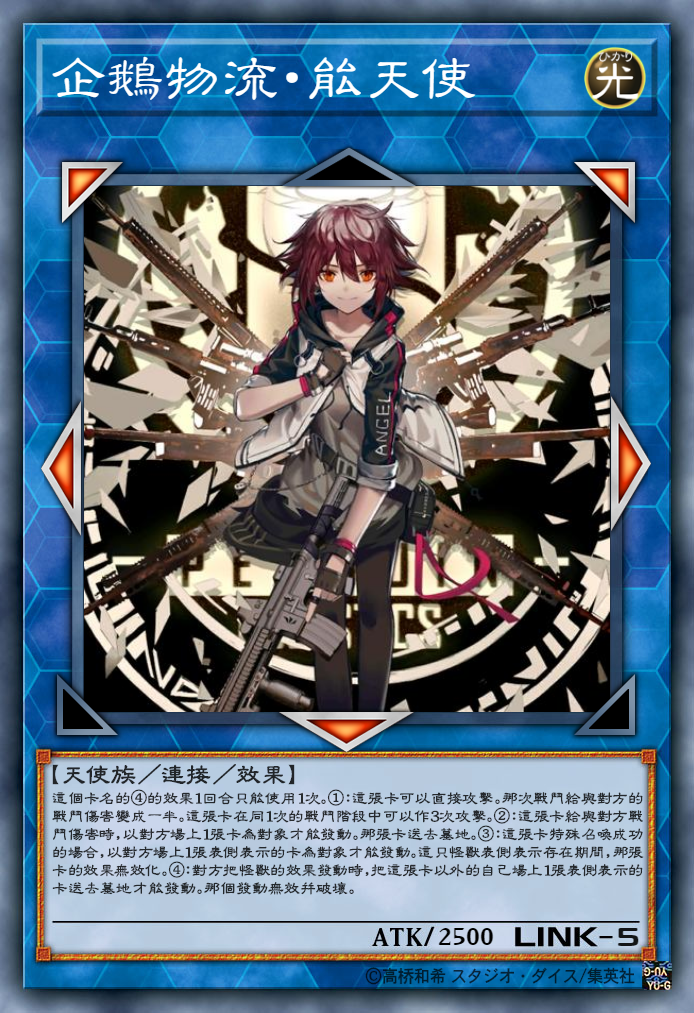 企鵝物流・能天使
ひかり
光
ANGEL
【天使族／連接／效果】
這個卡名的④的效果1回合只能使用1次。①：這張卡可以直接攻擊。那次戰鬥給與對方的
戰鬥傷害變成一半。這張卡在同1次的戰鬥階段中可以作3次攻擊。②：這張卡給與對方戰
鬥傷害時，以對方場上1張卡為對象才能發動。那張卡送去墓地。③：這張卡特殊召喚成功
的場合，以對方場上1張表側表示的卡為對象才能發動。這只怪獸表側表示存在期間，那張
卡的效果無效化。④：對方把怪獸的效果發動時，把這張卡以外的自己場上1張表側表示的
卡送去墓地才能發動。那個發動無效并破壞。
ATK/2500 LINK-5
©高桥和希 スタジオ・ダイス/集英社